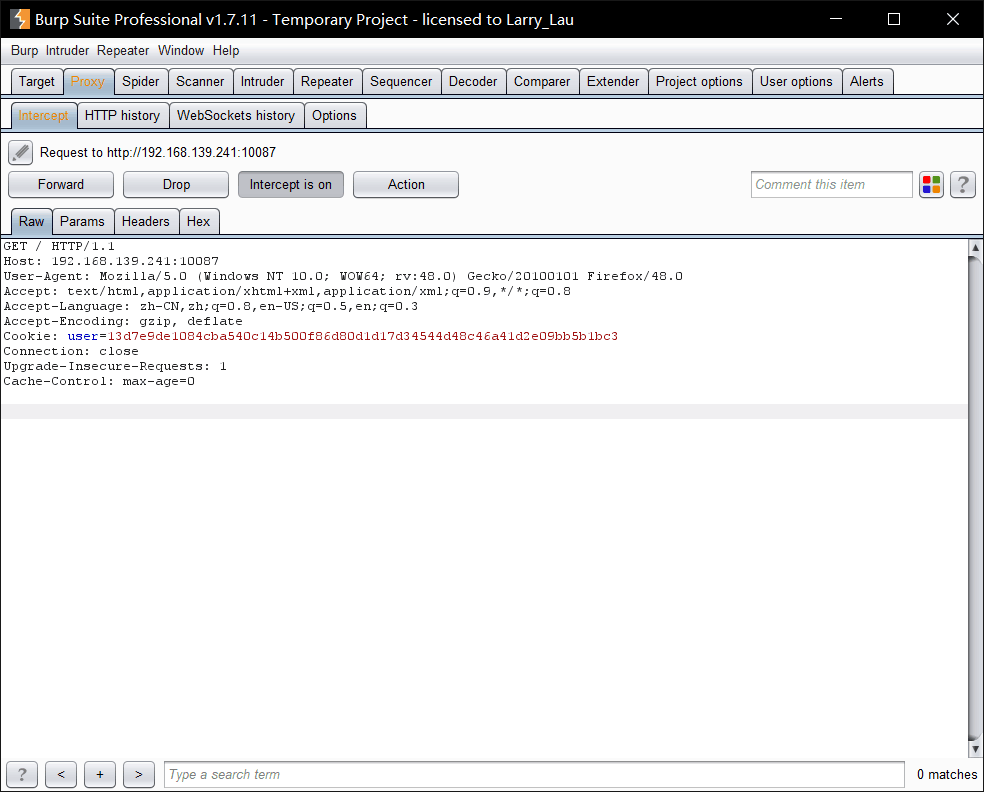 Burp Suite Professional v1.7.11 - Temporary Project - licensed to Larry_Lau
Burp Intruder Repeater Window Help
Target Proxy Spider Scanner Intruder Repeater Sequencer Decoder Comparer Extender Project options User options Alerts
Intercept HTTP history WebSockets history Options
Request to http://192.168.139.241:10087
Forward Drop Intercept is on Action Comment this item ?
Raw Params Headers Hex
GET / HTTP/1.1
Host: 192.168.139.241:10087
User-Agent: Mozilla/5.0 (Windows NT 10.0; WOW64; rv:48.0) Gecko/20100101 Firefox/48.0
Accept: text/html,application/xhtml+xml,application/xml;q=0.9,*/*;q=0.8
Accept-Language: zh-CN,zh;q=0.8,en-US;q=0.5,en;q=0.3
Accept-Encoding: gzip, deflate
Cookie: user=13d7e9de1084cba540c14b500f86d80d1d17d34544d48c46a41d2e09bb5b1bc3
Connection: close
Upgrade-Insecure-Requests: 1
Cache-Control: max-age=0
? < + > Type a search term 0 matches